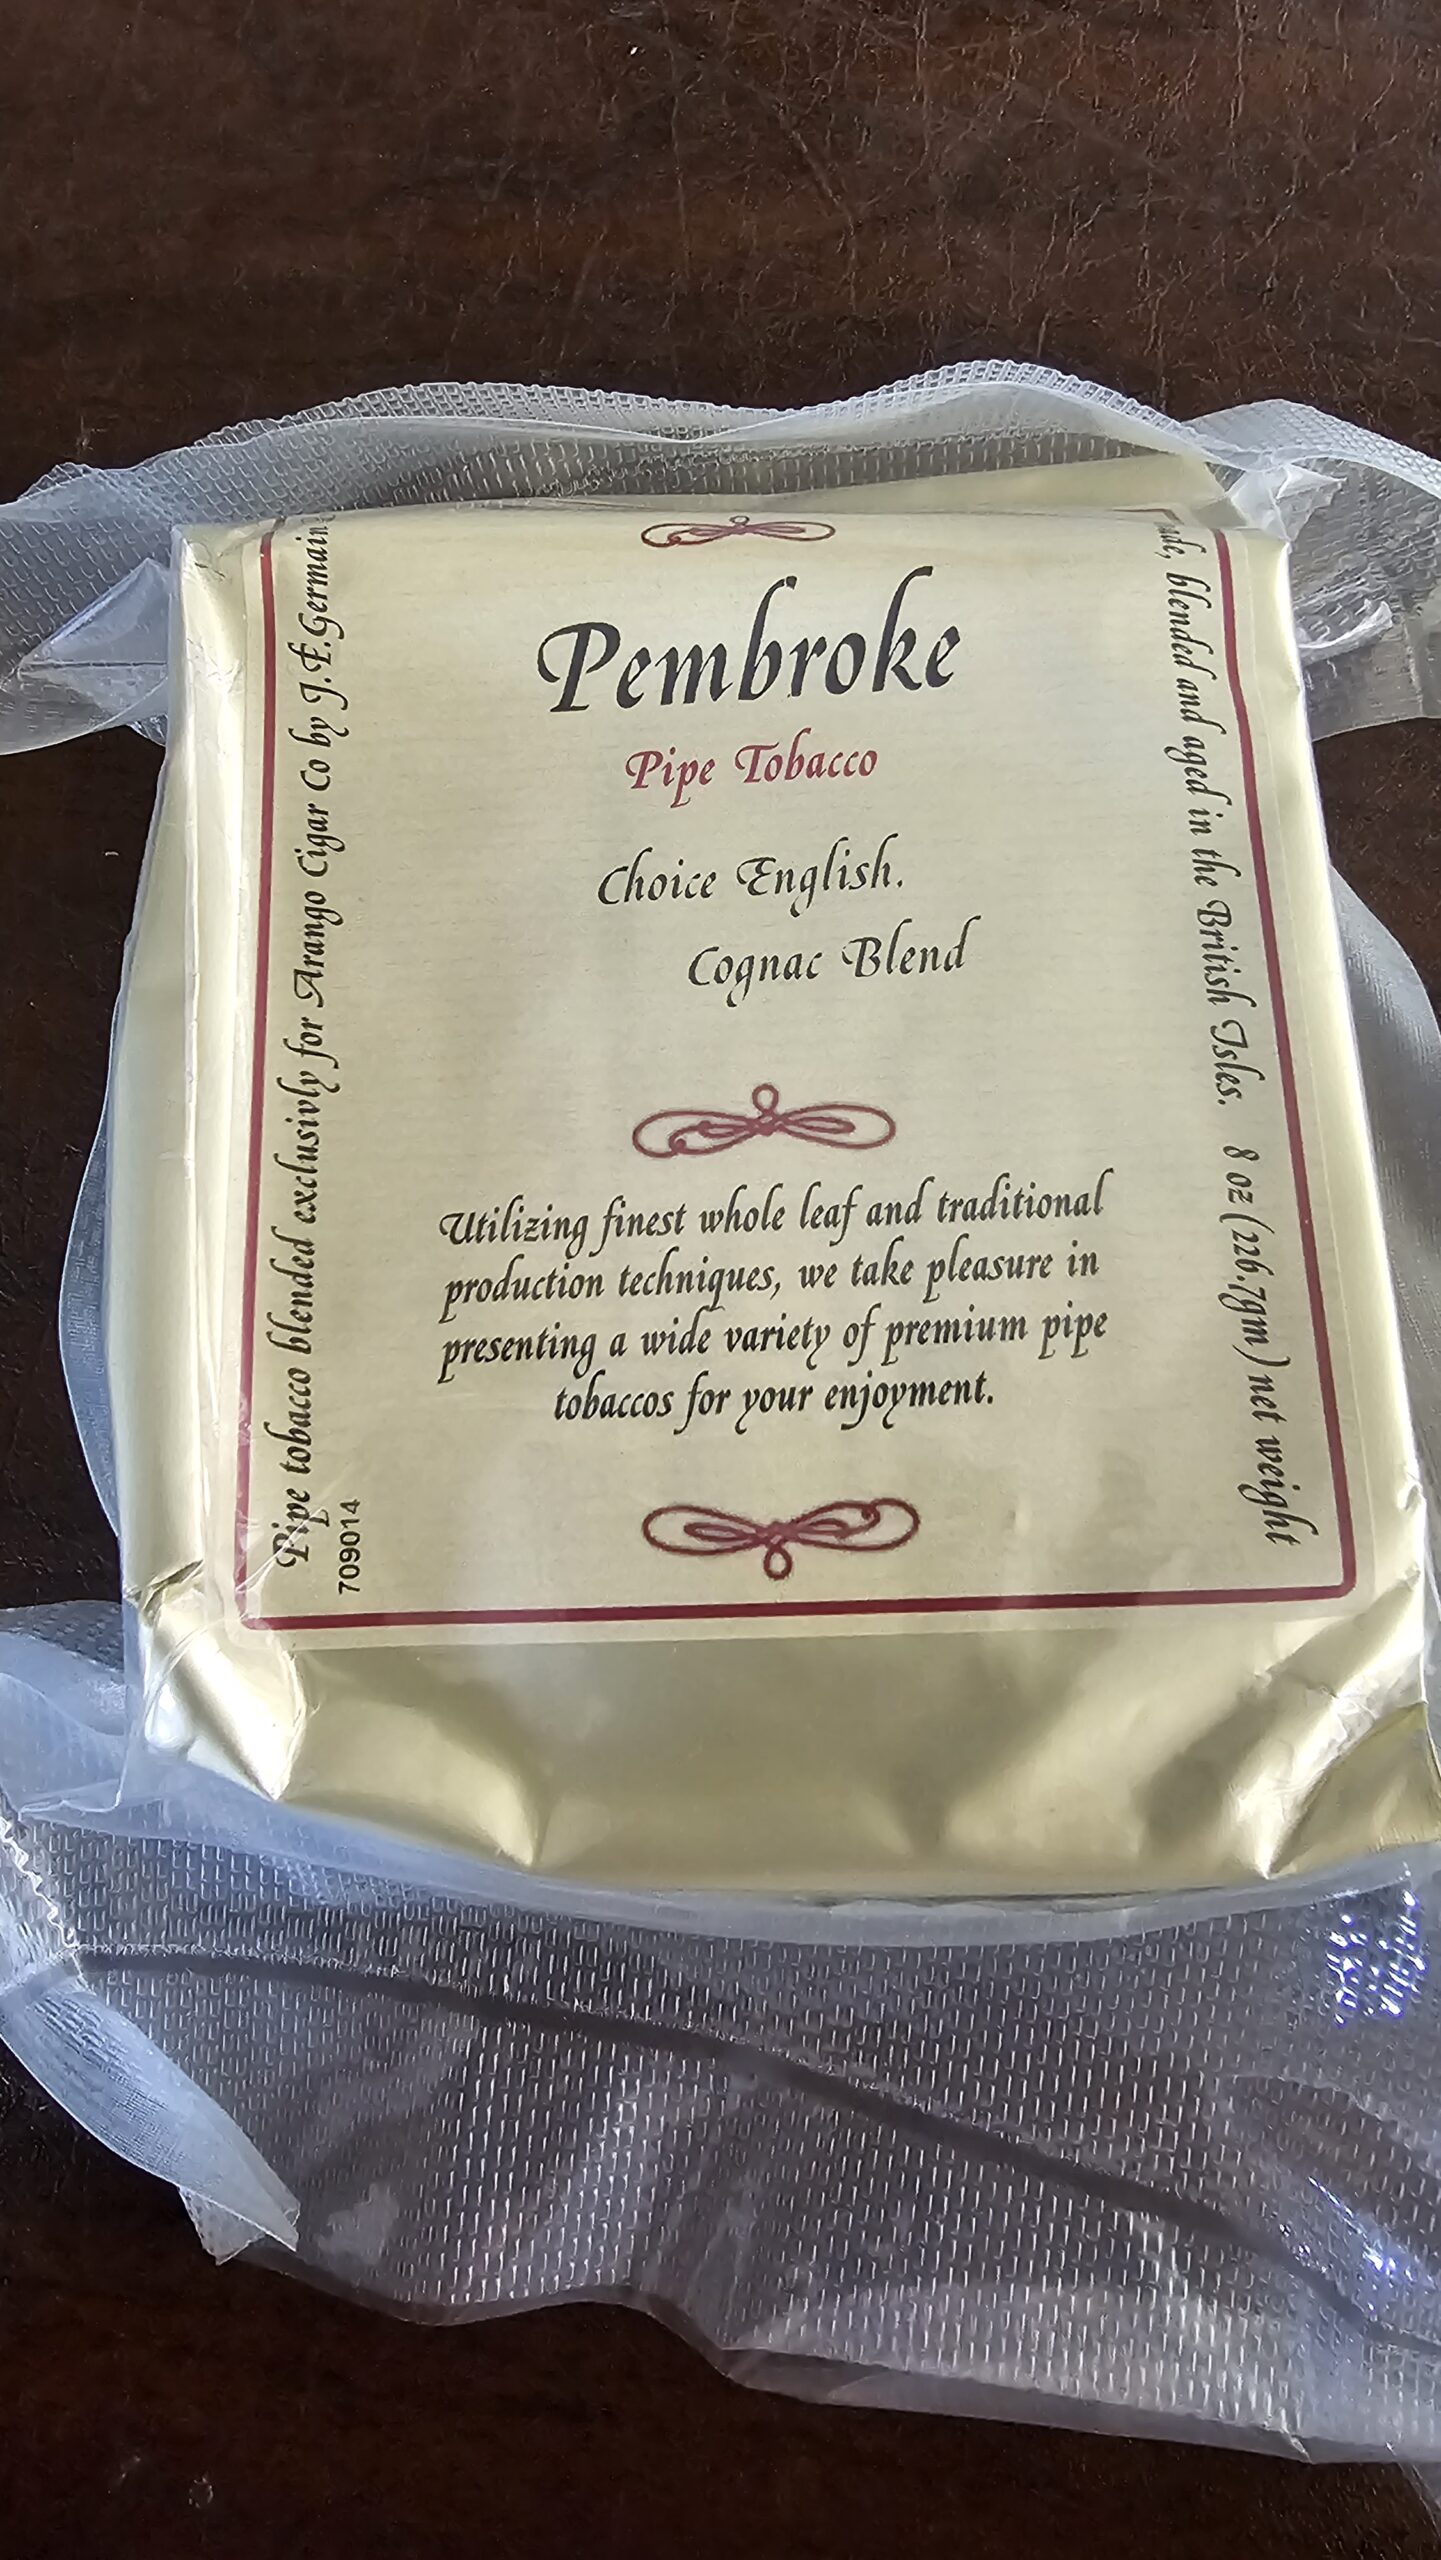 Pembroke
Pipe Tobacco
Choice English.
Cognac Blend
Utilizing finest whole leaf and traditional
production techniques, we take pleasure in
presenting a wide variety of premium pipe
tobaccos for your enjoyment.
Pipe tobacco blended exclusivly for Arango Cigar Co by J.F.Germain
709014
blended and aged in the British Isles. 8 oz (226.7gm) net weight